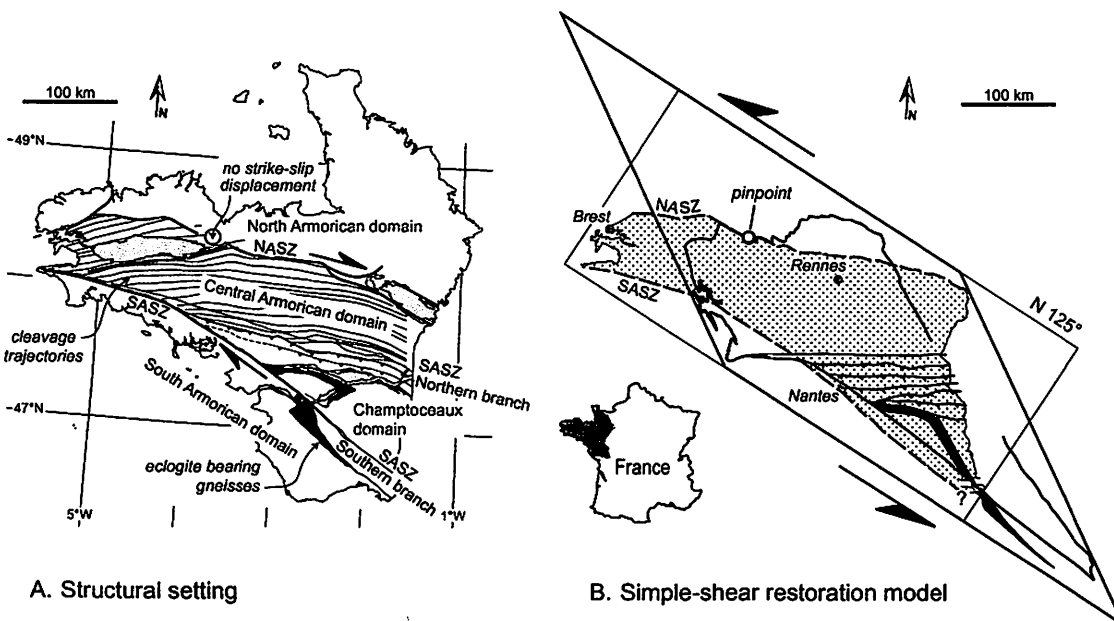 100 km
N
-49°N
no strike-slip
displacement
North Armorican domain
NASZ
Central Armorican domain
SASZ
cleavage
trajectories
SASZ
Northern branch
South Armorican domain
-47°N
Champtoceaux
domain
SASZ
Southern branch
eclogite bearing
gneisses
5°W
1°W
A. Structural setting
N
100 km
pinpoint
NASZ
Brest
Rennes
SASZ
N 125°
Nantes
France
?
B. Simple-shear restoration model